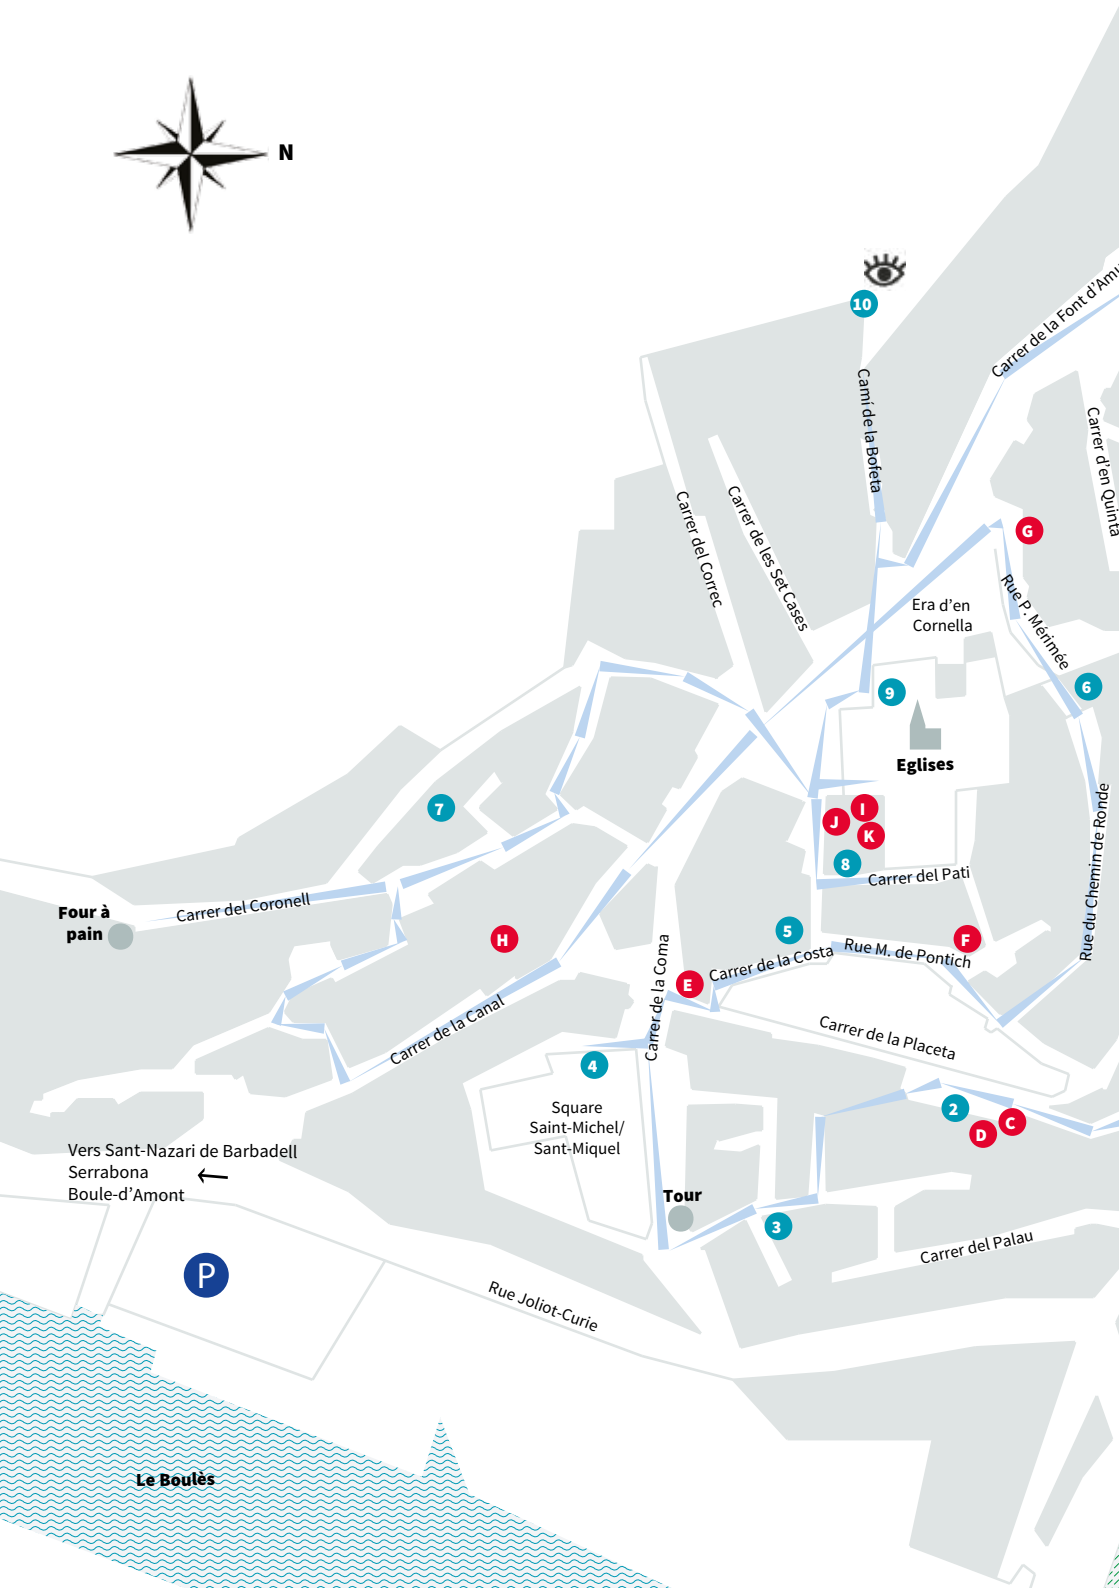 N
10
Carrer de la Font d'Amu
Camí de la Bofeta
Carrer d'en Quinta
Carrer del Correc
Carrer de les Set Cases
G
Era d'en
Cornella
Rue P. Mérimée
6
9
Eglises
7
I
J
K
8
Carrer del Pati
Rue du Chemin de Ronde
Four à
pain
Carrer del Coronell
H
5
F
Rue M. de Pontich
Carrer de la Costa
E
Carrer de la Coma
Carrer de la Canal
Carrer de la Placeta
4
Square
Saint-Michel/
Sant-Miquel
2
C
D
Vers Sant-Nazari de Barbadell
Serrabona
Boule-d'Amont
Tour
3
Carrer del Palau
P
Rue Joliot-Curie
Le Boulès